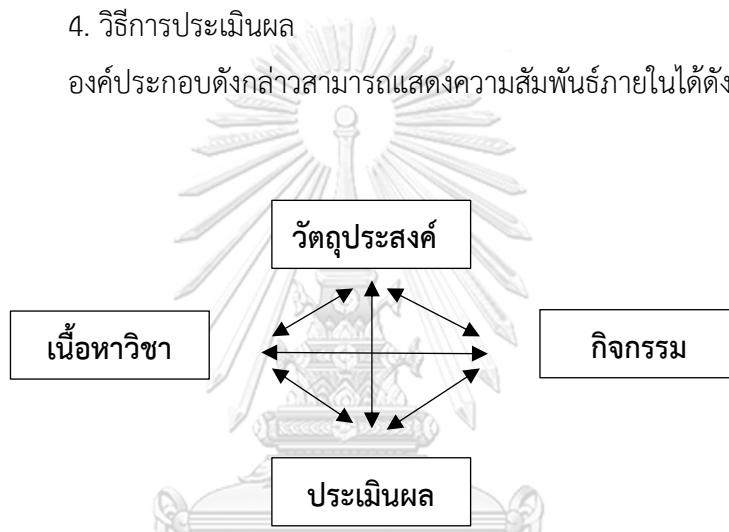 4. วิธีการประเมินผล
องค์ประกอบดังกล่าวสามารถแสดงความสัมพันธ์ภายในได้ดัง
วัตถุประสงค์
เนื้อหาวิชา
กิจกรรม
ประเมินผล